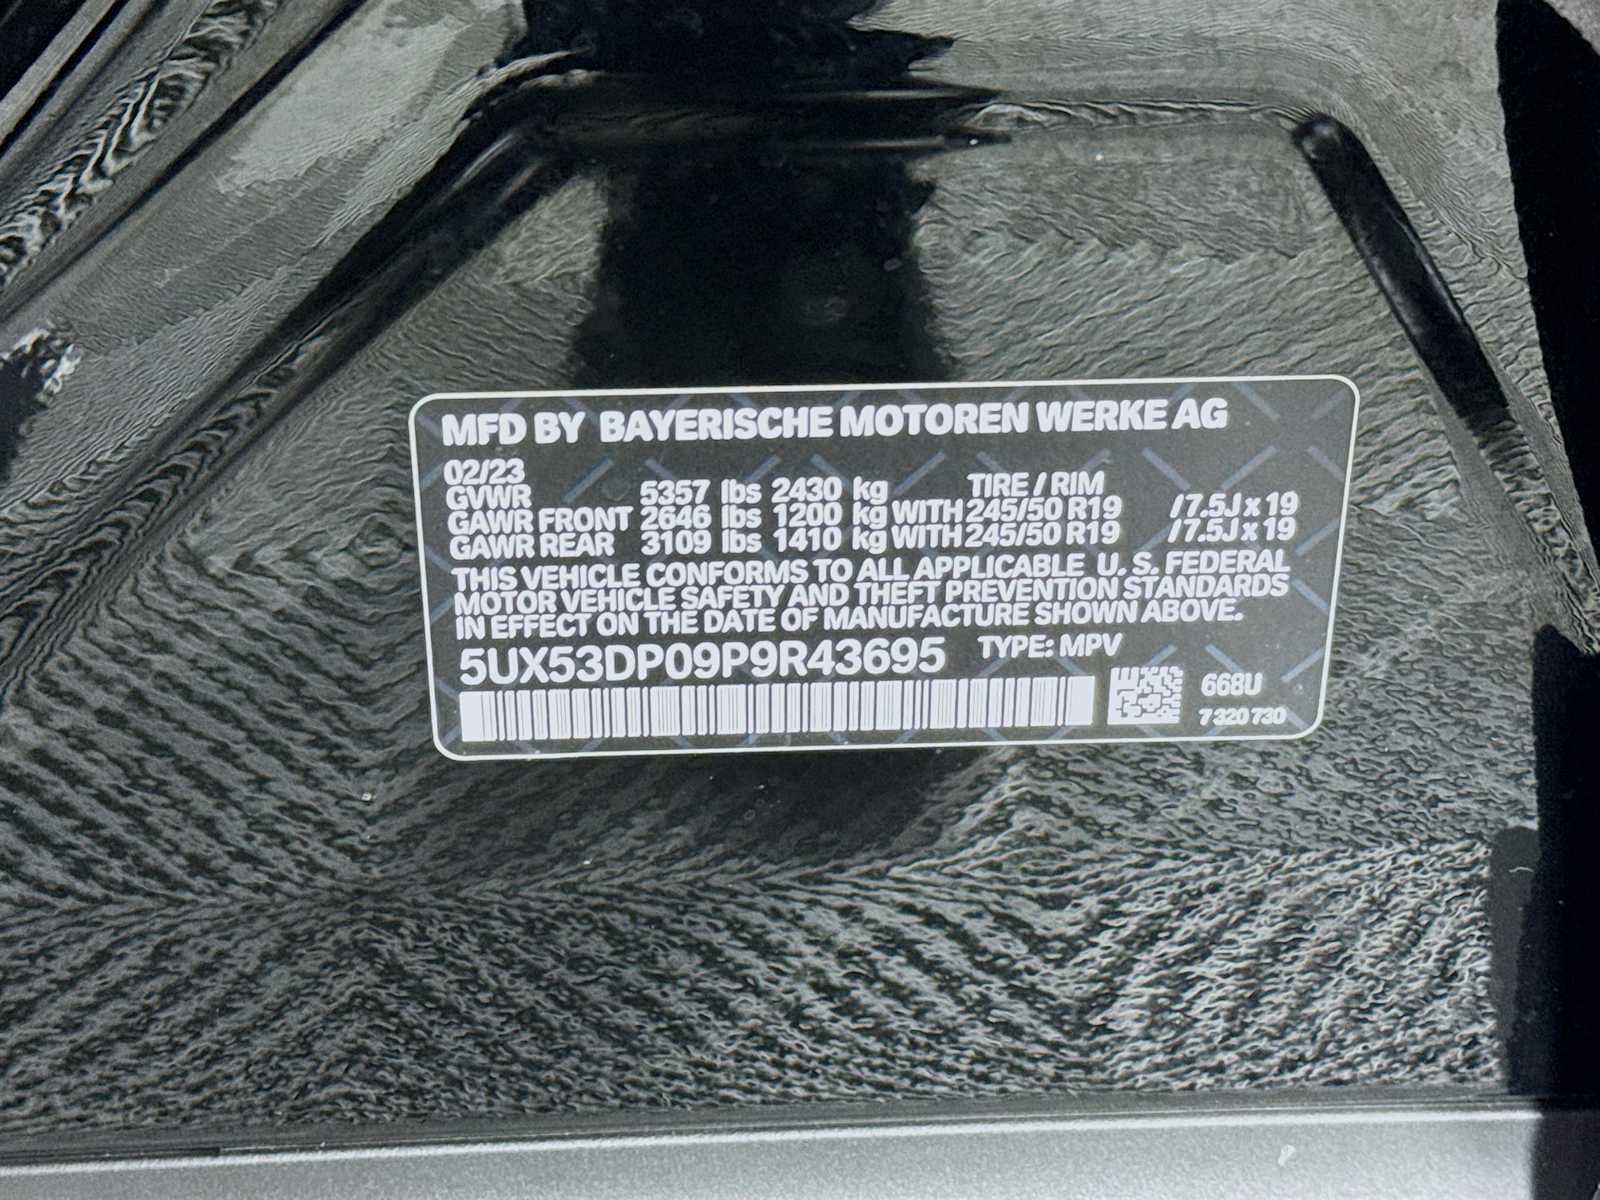 MFD BY BAYERISCHE MOTOREN WERKE AG
02/23
TIRE / RIM
GVWR 5357 lbs 2430 kg
GAWR FRONT 2646 lbs 1200 kg WITH 245/50 R19 /7.5J x 19
GAWR REAR 3109 lbs 1410 kg WITH 245/50 R19 /7.5J x 19
THIS VEHICLE CONFORMS TO ALL APPLICABLE U. S. FEDERAL
MOTOR VEHICLE SAFETY AND THEFT PREVENTION STANDARDS
IN EFFECT ON THE DATE OF MANUFACTURE SHOWN ABOVE.
5UX53DP09P9R43695 TYPE: MPV
668U
7 320 730